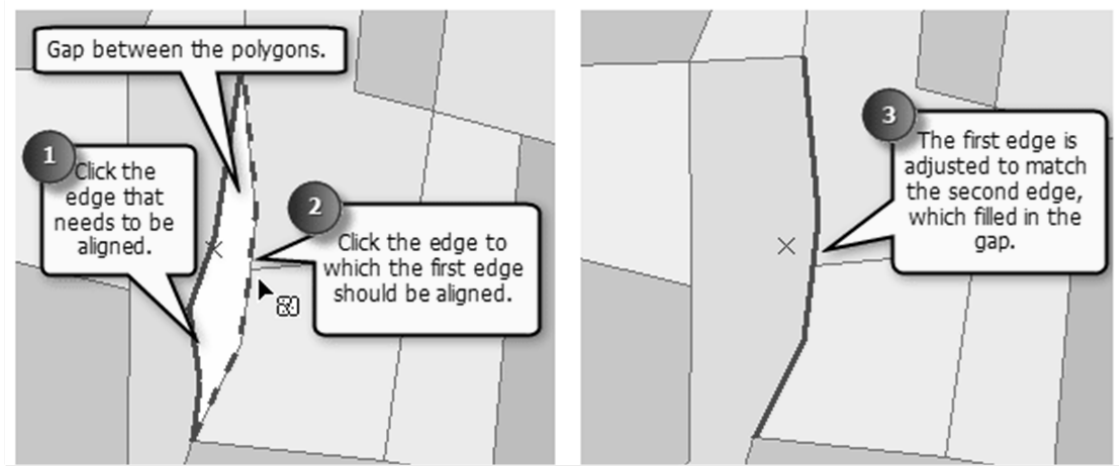 Gap between the polygons.
1
Click the
edge that
needs to be
aligned.
2
Click the edge to
which the first edge
should be aligned.
3
The first edge is
adjusted to match
the second edge,
which filled in the
gap.